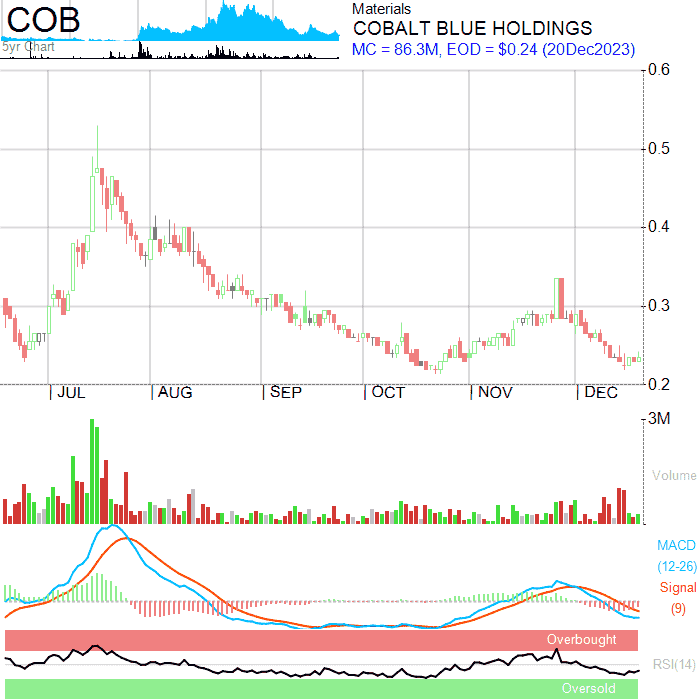 COB
5yr Chart
Materials
COBALT BLUE HOLDINGS
MC = 86.3M, EOD = $0.24 (20Dec2023)
0.6
0.5
0.4
0.3
0.2
JUL AUG SEP OCT NOV DEC
3M
Volume
MACD
(12-26)
Signal
(9)
Overbought
RSI(14)
Oversold